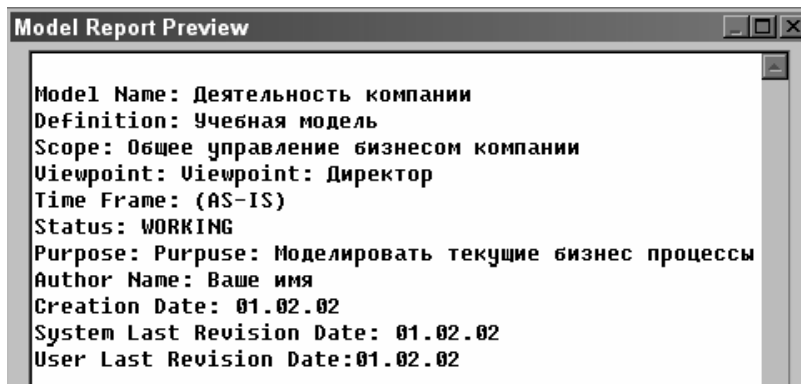 Model Report Preview
Model Name: Деятельность компании
Definition: Учебная модель
Scope: Общее управление бизнесом компании
Viewpoint: Viewpoint: Директор
Time Frame: (AS-IS)
Status: WORKING
Purpose: Purpuse: Моделировать текущие бизнес процессы
Author Name: Ваше имя
Creation Date: 01.02.02
System Last Revision Date: 01.02.02
User Last Revision Date:01.02.02